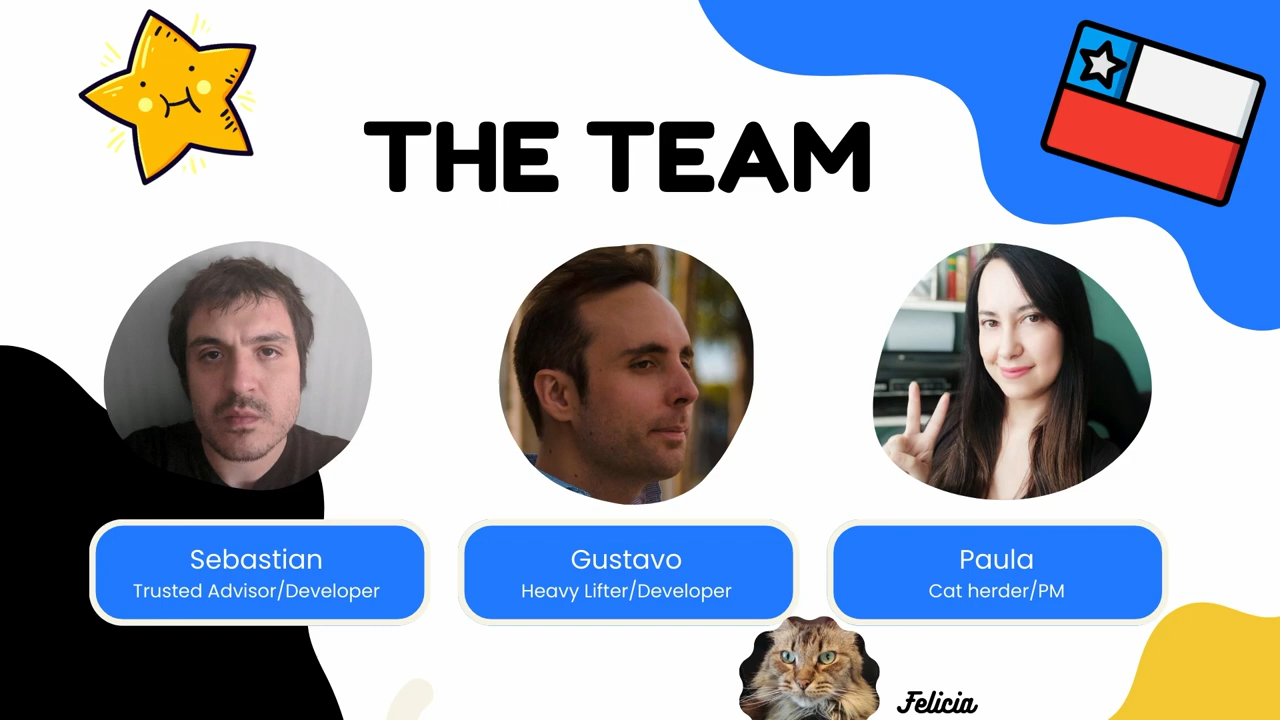 THE TEAM
Sebastian
Trusted Advisor/Developer
Gustavo
Heavy Lifter/Developer
Paula
Cat herder/PM
Felicia